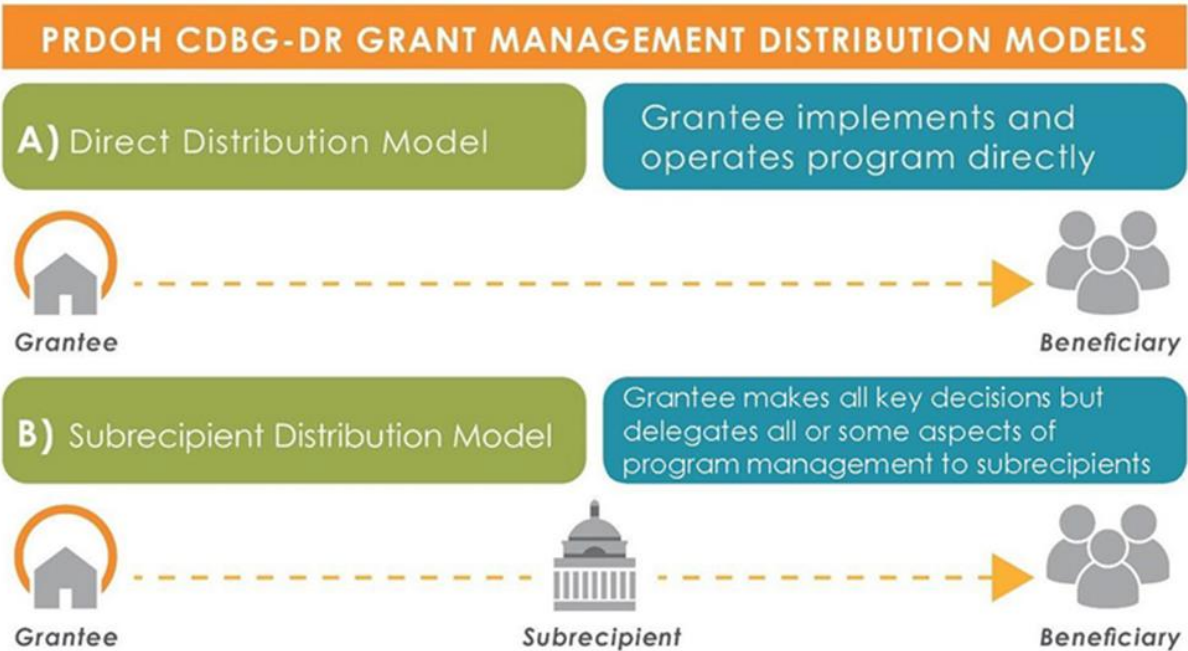 PRDOH CDBG-DR GRANT MANAGEMENT DISTRIBUTION MODELS
A) Direct Distribution Model
Grantee implements and
operates program directly
Grantee
Beneficiary
B) Subrecipient Distribution Model
Grantee makes all key decisions but
delegates all or some aspects of
program management to subrecipients
Grantee
Subrecipient
Beneficiary